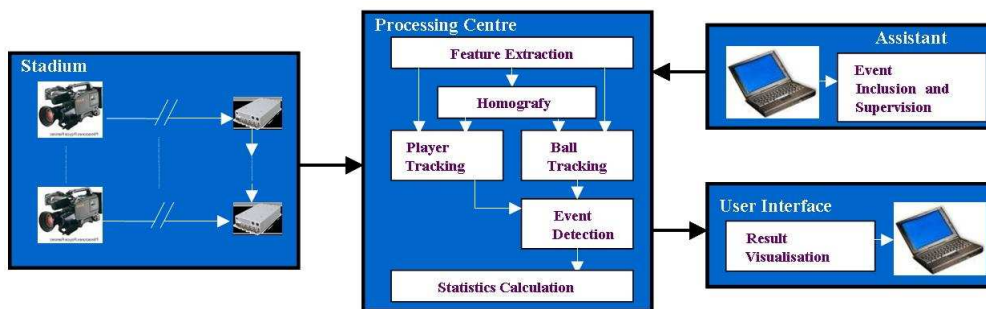 Stadium
Processing Centre
Feature Extraction
Homografy
Player
Tracking
Ball
Tracking
Event
Detection
Statistics Calculation
Assistant
Event
Inclusion and
Supervision
User Interface
Result
Visualisation